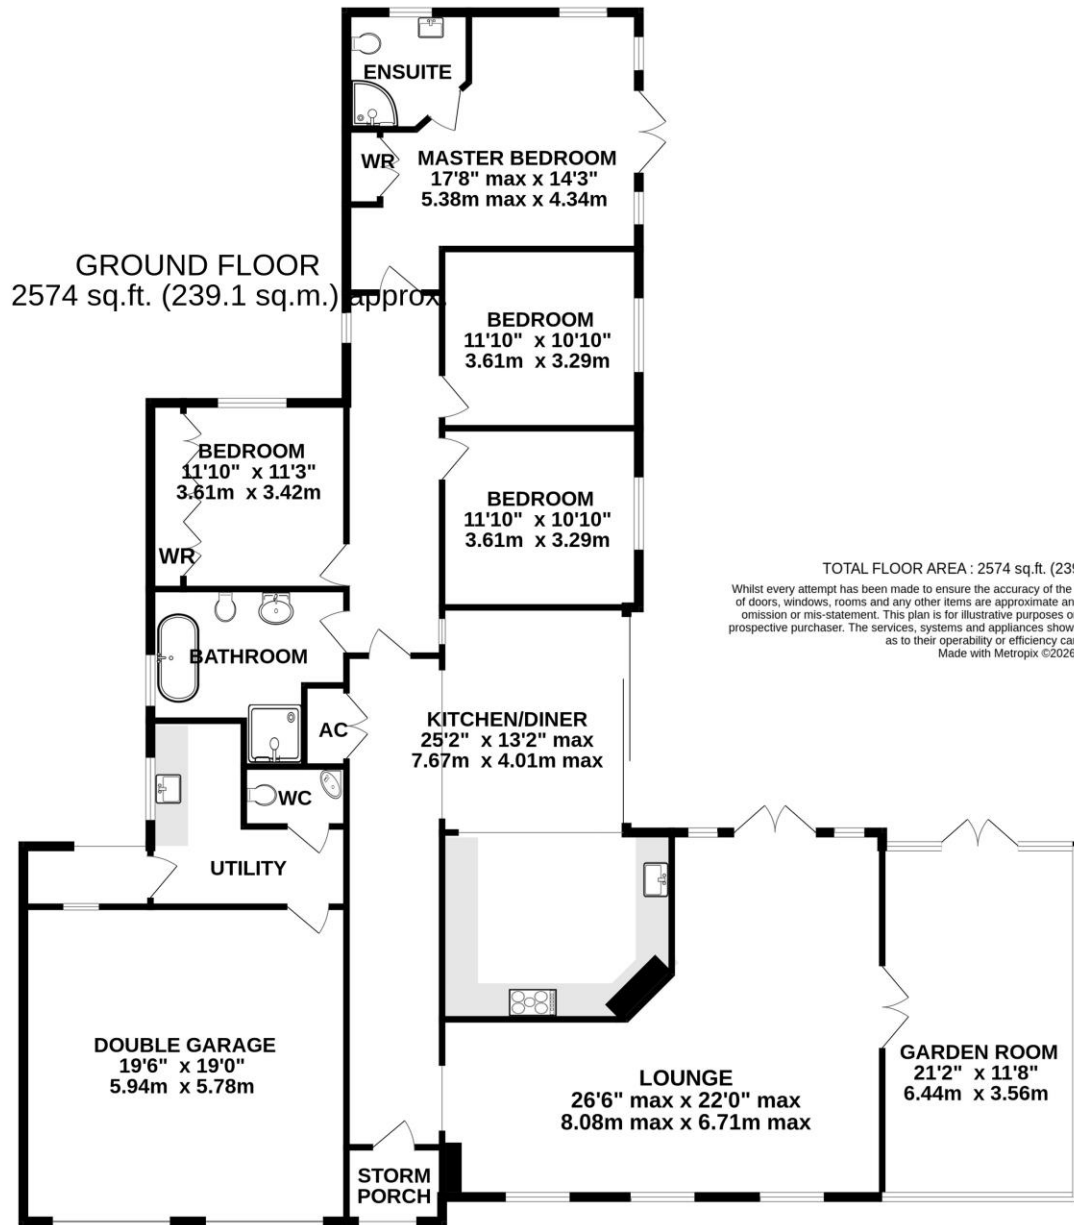 ENSUITE
WR
MASTER BEDROOM
17'8" max x 14'3"
5.38m max x 4.34m
GROUND FLOOR
2574 sq.ft. (239.1 sq.m.) approx.
BEDROOM
11'10" x 10'10"
3.61m x 3.29m
BEDROOM
11'10" x 11'3"
3.61m x 3.42m
WR
BEDROOM
11'10" x 10'10"
3.61m x 3.29m
TOTAL FLOOR AREA : 2574 sq.ft. (239
Whilst every attempt has been made to ensure the accuracy of the
of doors, windows, rooms and any other items are approximate an
omission or mis-statement. This plan is for illustrative purposes o
prospective purchaser. The services, systems and appliances show
as to their operability or efficiency ca
Made with Metropix ©2026
BATHROOM
AC
KITCHEN/DINER
25'2" x 13'2" max
7.67m x 4.01m max
WC
UTILITY
DOUBLE GARAGE
19'6" x 19'0"
5.94m x 5.78m
LOUNGE
26'6" max x 22'0" max
8.08m max x 6.71m max
GARDEN ROOM
21'2" x 11'8"
6.44m x 3.56m
STORM
PORCH